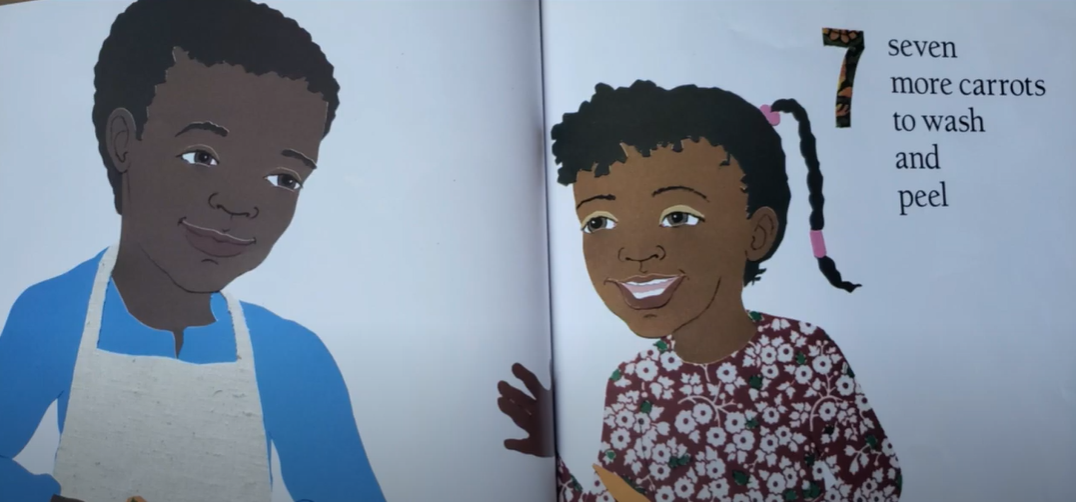 7 seven
more carrots
to wash
and
peel